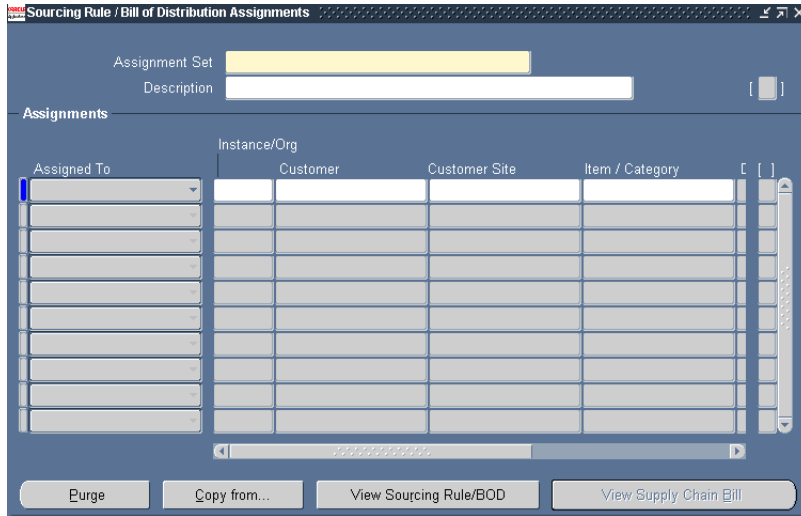 ORACLE
Sourcing Rule / Bill of Distribution Assignments
Assignment Set
Description
[ ]
Assignments
Instance/Org
Assigned To Customer Customer Site Item / Category [ ]
Purge Copy from... View Sourcing Rule/BOD View Supply Chain Bill